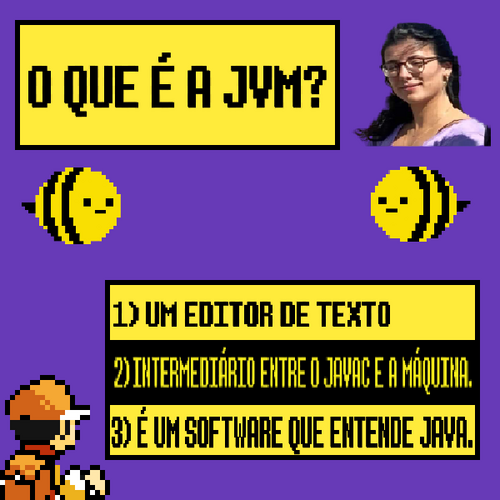 O QUE É A JVM?
1) UM EDITOR DE TEXTO
2) INTERMEDIÁRIO ENTRE O JAVAC E A MÁQUINA.
3) É UM SOFTWARE QUE ENTENDE JAVA.